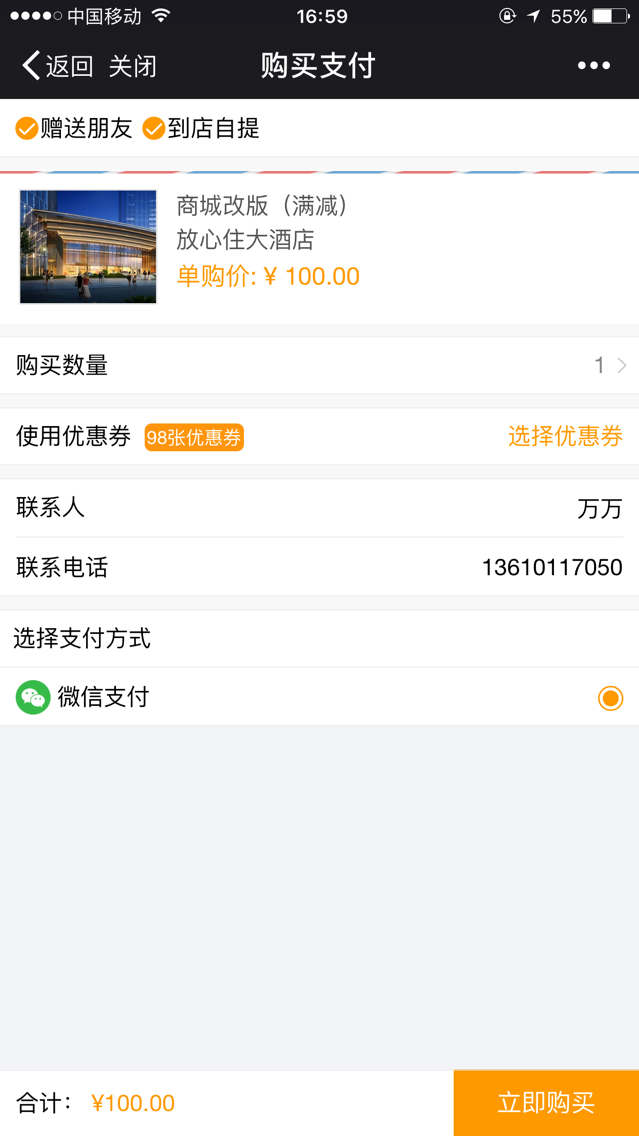 中国移动 16:59 55%
返回 关闭 购买支付
赠送朋友 到店自提
商城改版（满减）
放心住大酒店
单购价: ¥ 100.00
购买数量 1
使用优惠券 98张优惠券 选择优惠券
联系人 万万
联系电话 13610117050
选择支付方式
微信支付
合计： ¥100.00 立即购买